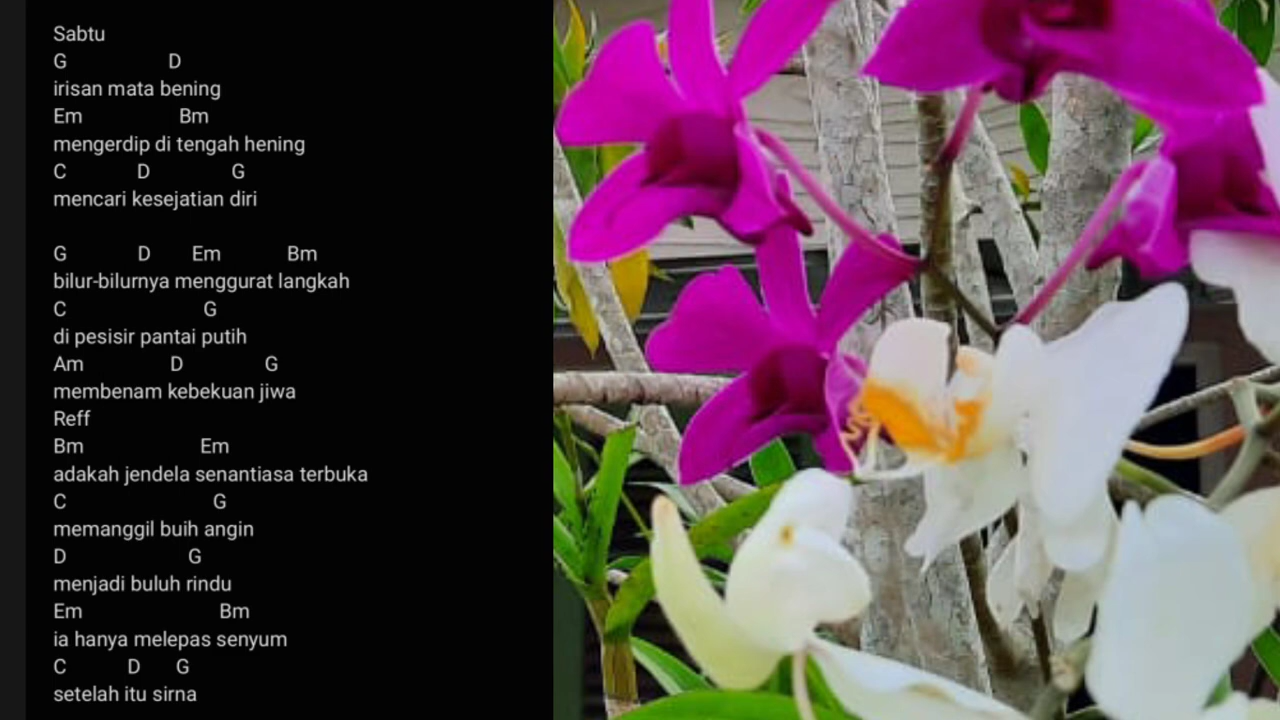 Sabtu
G D
irisan mata bening
Em Bm
mengerdip di tengah hening
C D G
mencari kesejatian diri
G D Em Bm
bilur-bilurnya menggurat langkah
C G
di pesisir pantai putih
Am D G
membenam kebekuan jiwa
Reff
Bm Em
adakah jendela senantiasa terbuka
C G
memanggil buih angin
D G
menjadi buluh rindu
Em Bm
ia hanya melepas senyum
C D G
setelah itu sirna